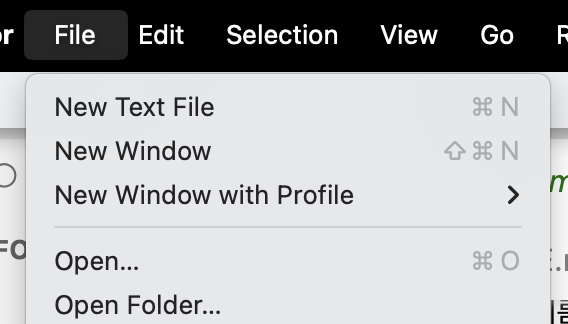 r File Edit Selection View Go R
New Text File ⌘ N
New Window ⇧ ⌘ N
New Window with Profile >
Open... ⌘ O
Open Folder...